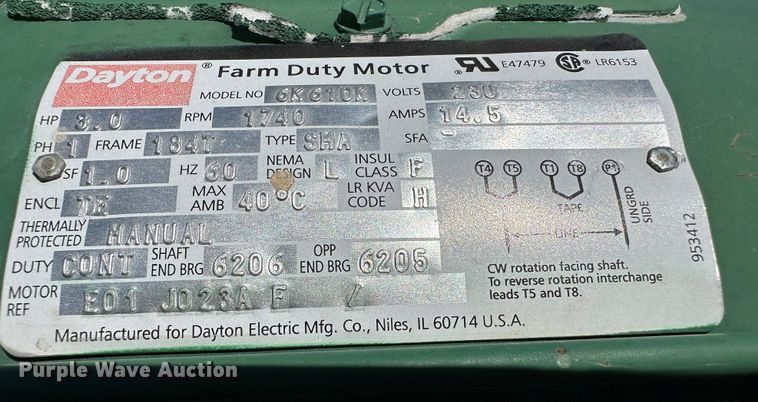 Dayton ® Farm Duty Motor E47479 LR6153
MODEL NO 6K610K VOLTS 230
HP 3.0 RPM 1740 AMPS 14.5
PH 1 FRAME 184T TYPE SHA SFA -
SF 1.0 HZ 60 NEMA DESIGN L INSUL CLASS F
ENCL TE MAX AMB 40°C LR KVA CODE H
THERMALLY PROTECTED MANUAL
DUTY CONT SHAFT END BRG 6206 OPP END BRG 6205
MOTOR REF E01 J023A F /
T4 T5 T1 T8 P1
TAPE
LINE
UNGRD SIDE
953412
CW rotation facing shaft.
To reverse rotation interchange
leads T5 and T8.
Manufactured for Dayton Electric Mfg. Co., Niles, IL 60714 U.S.A.
Purple Wave Auction